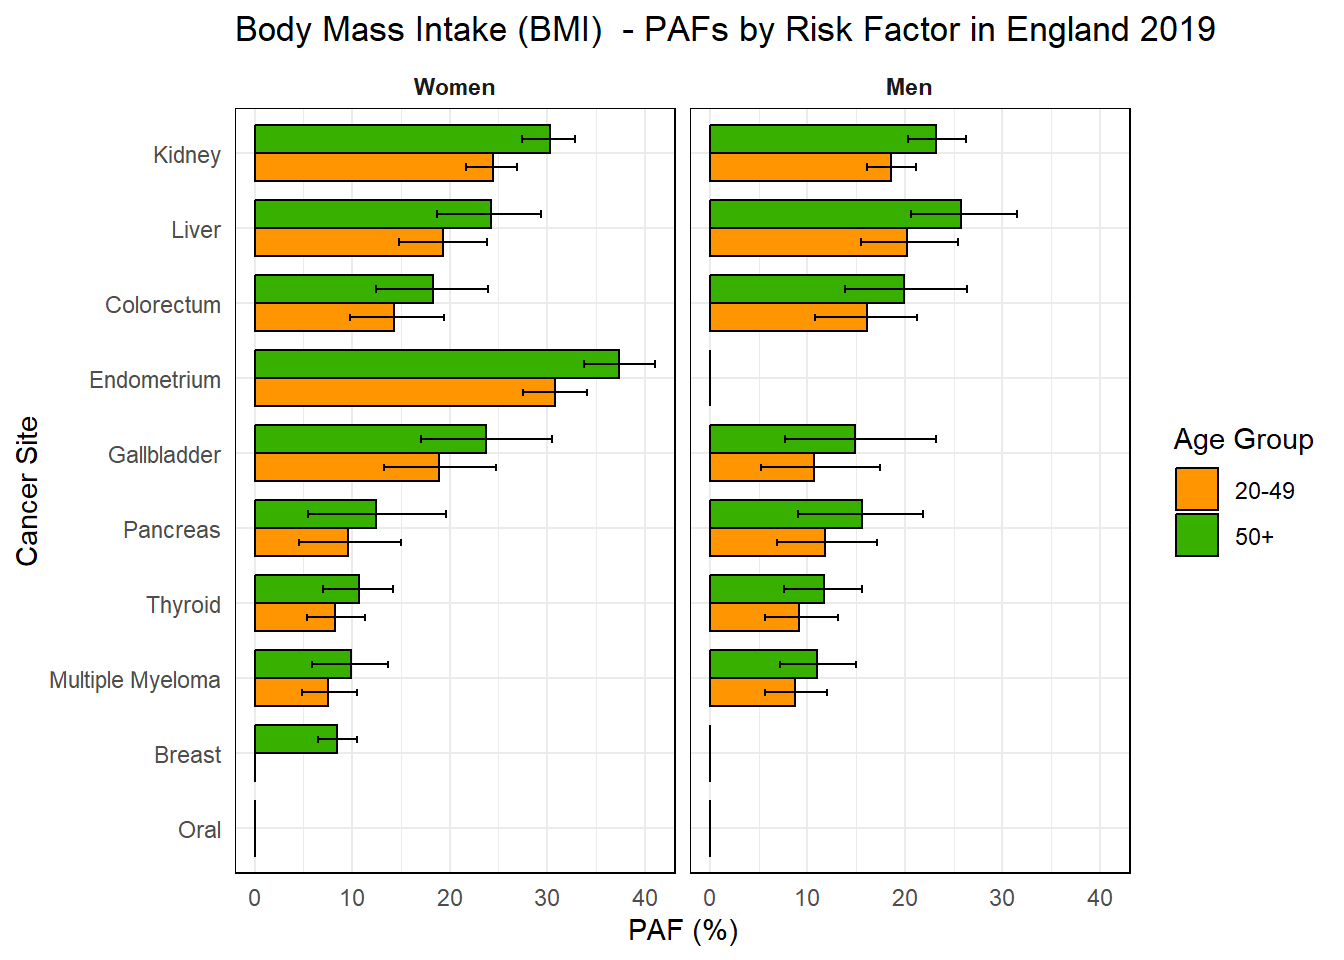 Body Mass Intake (BMI)  - PAFs by Risk Factor in England 2019
Women
Men
Cancer Site
Kidney
Liver
Colorectum
Endometrium
Gallbladder
Pancreas
Thyroid
Multiple Myeloma
Breast
Oral
0 10 20 30 40
0 10 20 30 40
PAF (%)
Age Group
20-49
50+